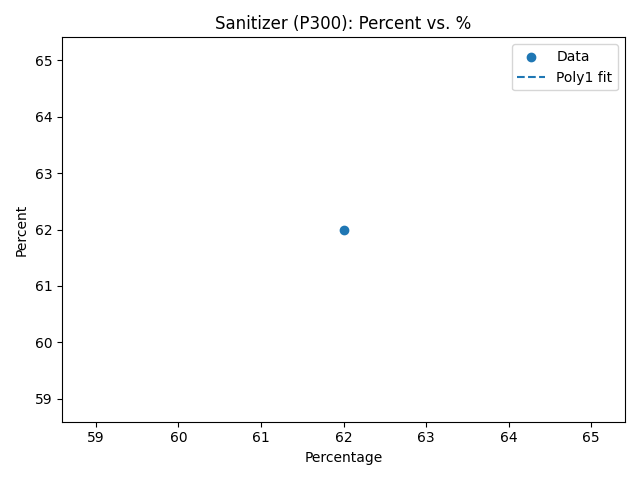 Sanitizer (P300): Percent vs. %
Data
Poly1 fit
65
64
63
62
61
60
59
Percent
59 60 61 62 63 64 65
Percentage